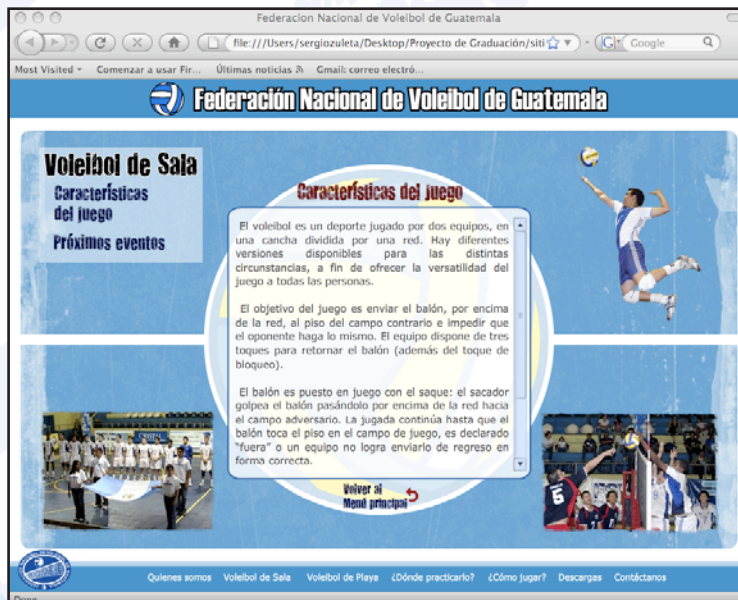 Federacion Nacional de Voleibol de Guatemala
file:///Users/sergiozuleta/Desktop/Proyecto de Graduación/siti
Google
Most Visited
Comenzar a usar Fir...
Últimas noticias
Gmail: correo electró...
Federación Nacional de Voleibol de Guatemala
Voleibol de Sala
Características
del juego
Próximos eventos
Características del juego
El voleibol es un deporte jugado por dos equipos, en
una cancha dividida por una red. Hay diferentes
versiones disponibles para las distintas
circunstancias, a fin de ofrecer la versatilidad del
juego a todas las personas.
El objetivo del juego es enviar el balón, por encima
de la red, al piso del campo contrario e impedir que
el oponente haga lo mismo. El equipo dispone de tres
toques para retornar el balón (además del toque de
bloqueo).
El balón es puesto en juego con el saque: el sacador
golpea el balón pasándolo por encima de la red hacia
el campo adversario. La jugada continúa hasta que el
balón toca el piso en el campo de juego, es declarado
"fuera" o un equipo no logra enviarlo de regreso en
forma correcta.
Volver al
Menú principal
5
Quienes somos
Voleibol de Sala
Voleibol de Playa
¿Dónde practicarlo?
¿Cómo jugar?
Descargas
Contáctanos